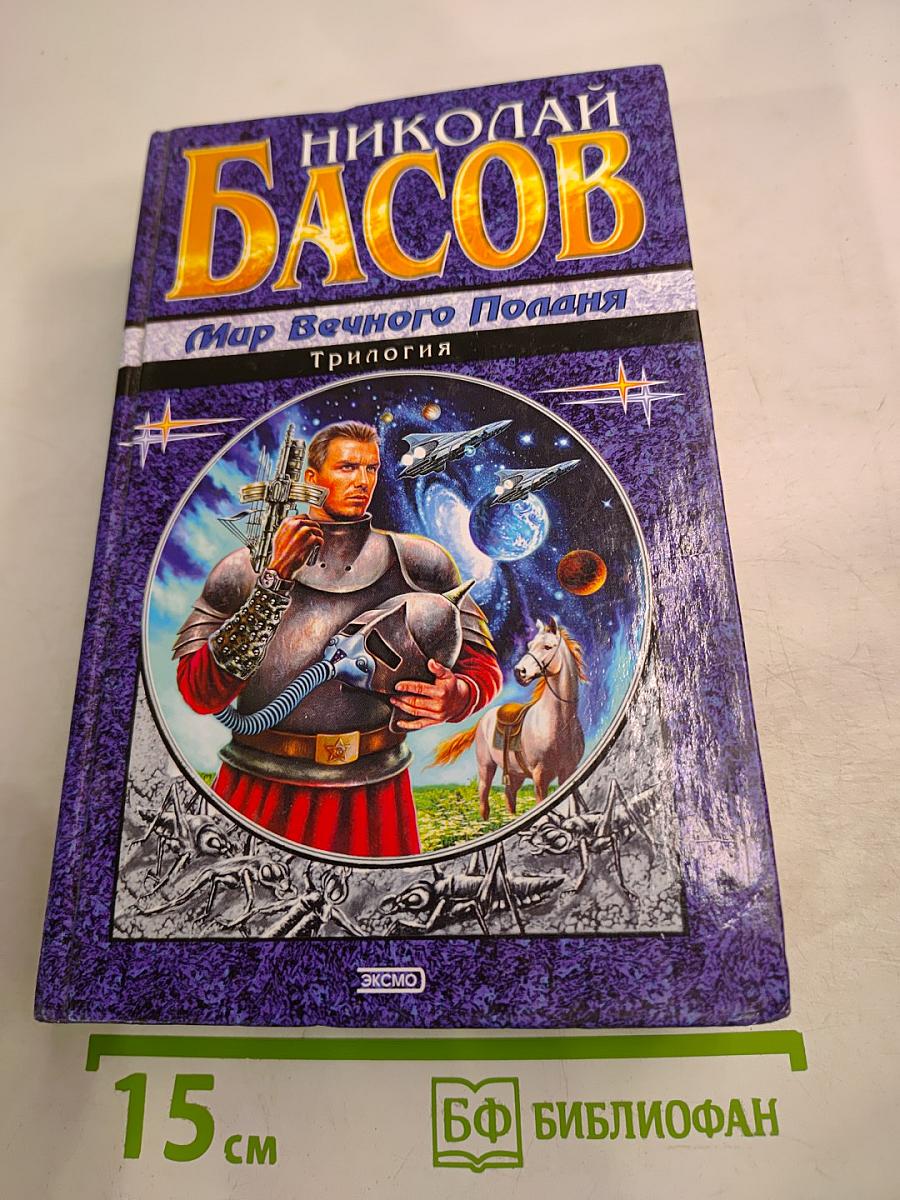 НИКОЛАЙ
БАСОВ
Мир Вечного Полдня
Трилогия
ЭКСМО
15 см
БФ БИБЛИОФАН